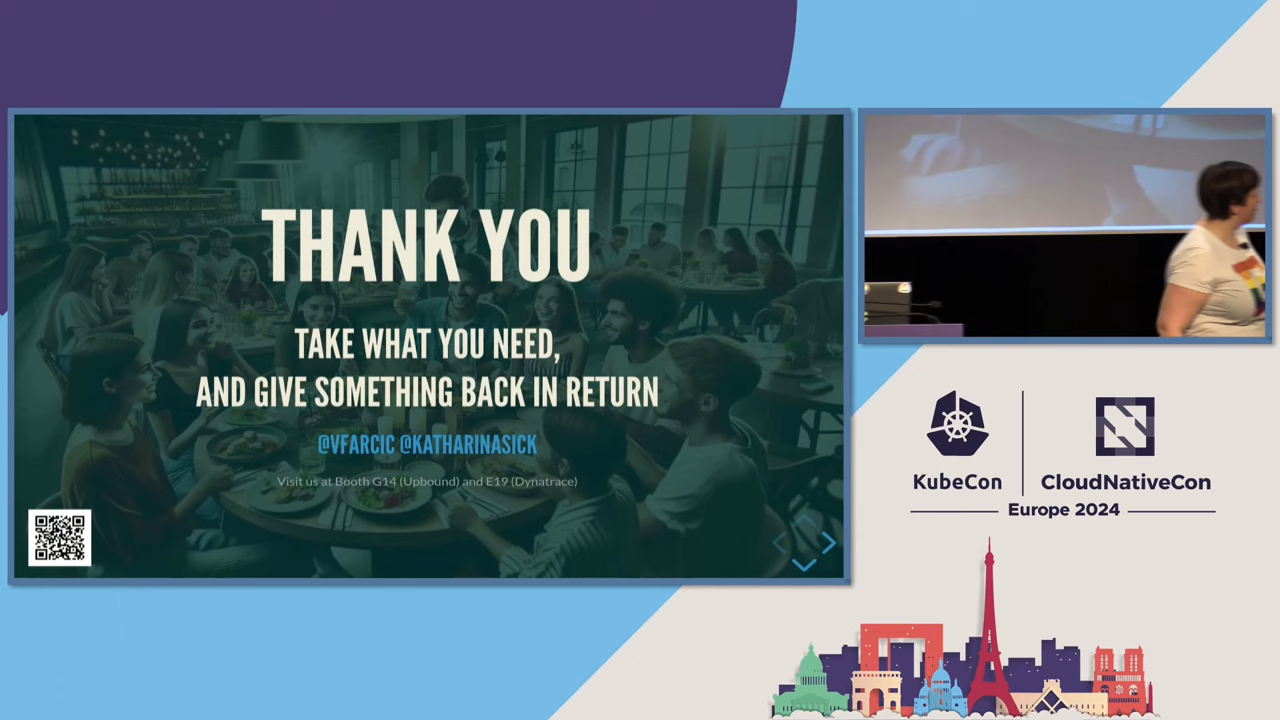 THANK YOU
TAKE WHAT YOU NEED,
AND GIVE SOMETHING BACK IN RETURN
@VFARCIC @KATHARINASICK
Visit us at Booth G14 (Upbound) and E19 (Dynatrace)
KubeCon
CloudNativeCon
Europe 2024